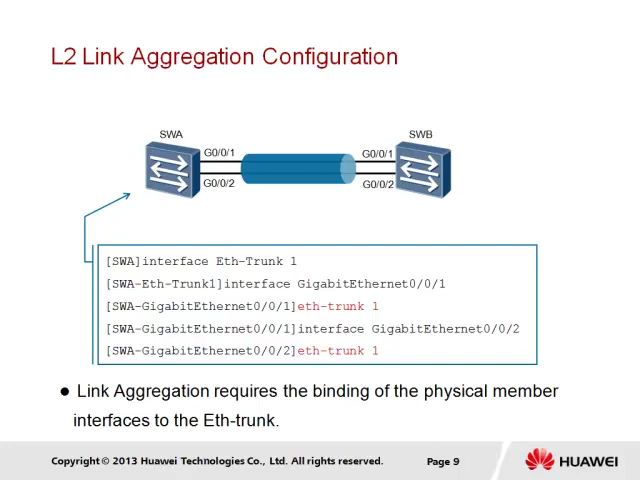 L2 Link Aggregation Configuration
SWA
SWB
G0/0/1
G0/0/1
G0/0/2
G0/0/2
[SWA]interface Eth-Trunk 1
[SWA-Eth-Trunk1]interface GigabitEthernet0/0/1
[SWA-GigabitEthernet0/0/1]eth-trunk 1
[SWA-GigabitEthernet0/0/1]interface GigabitEthernet0/0/2
[SWA-GigabitEthernet0/0/2]eth-trunk 1
● Link Aggregation requires the binding of the physical member
interfaces to the Eth-trunk.
Copyright © 2013 Huawei Technologies Co., Ltd. All rights reserved.
Page 9
HUAWEI